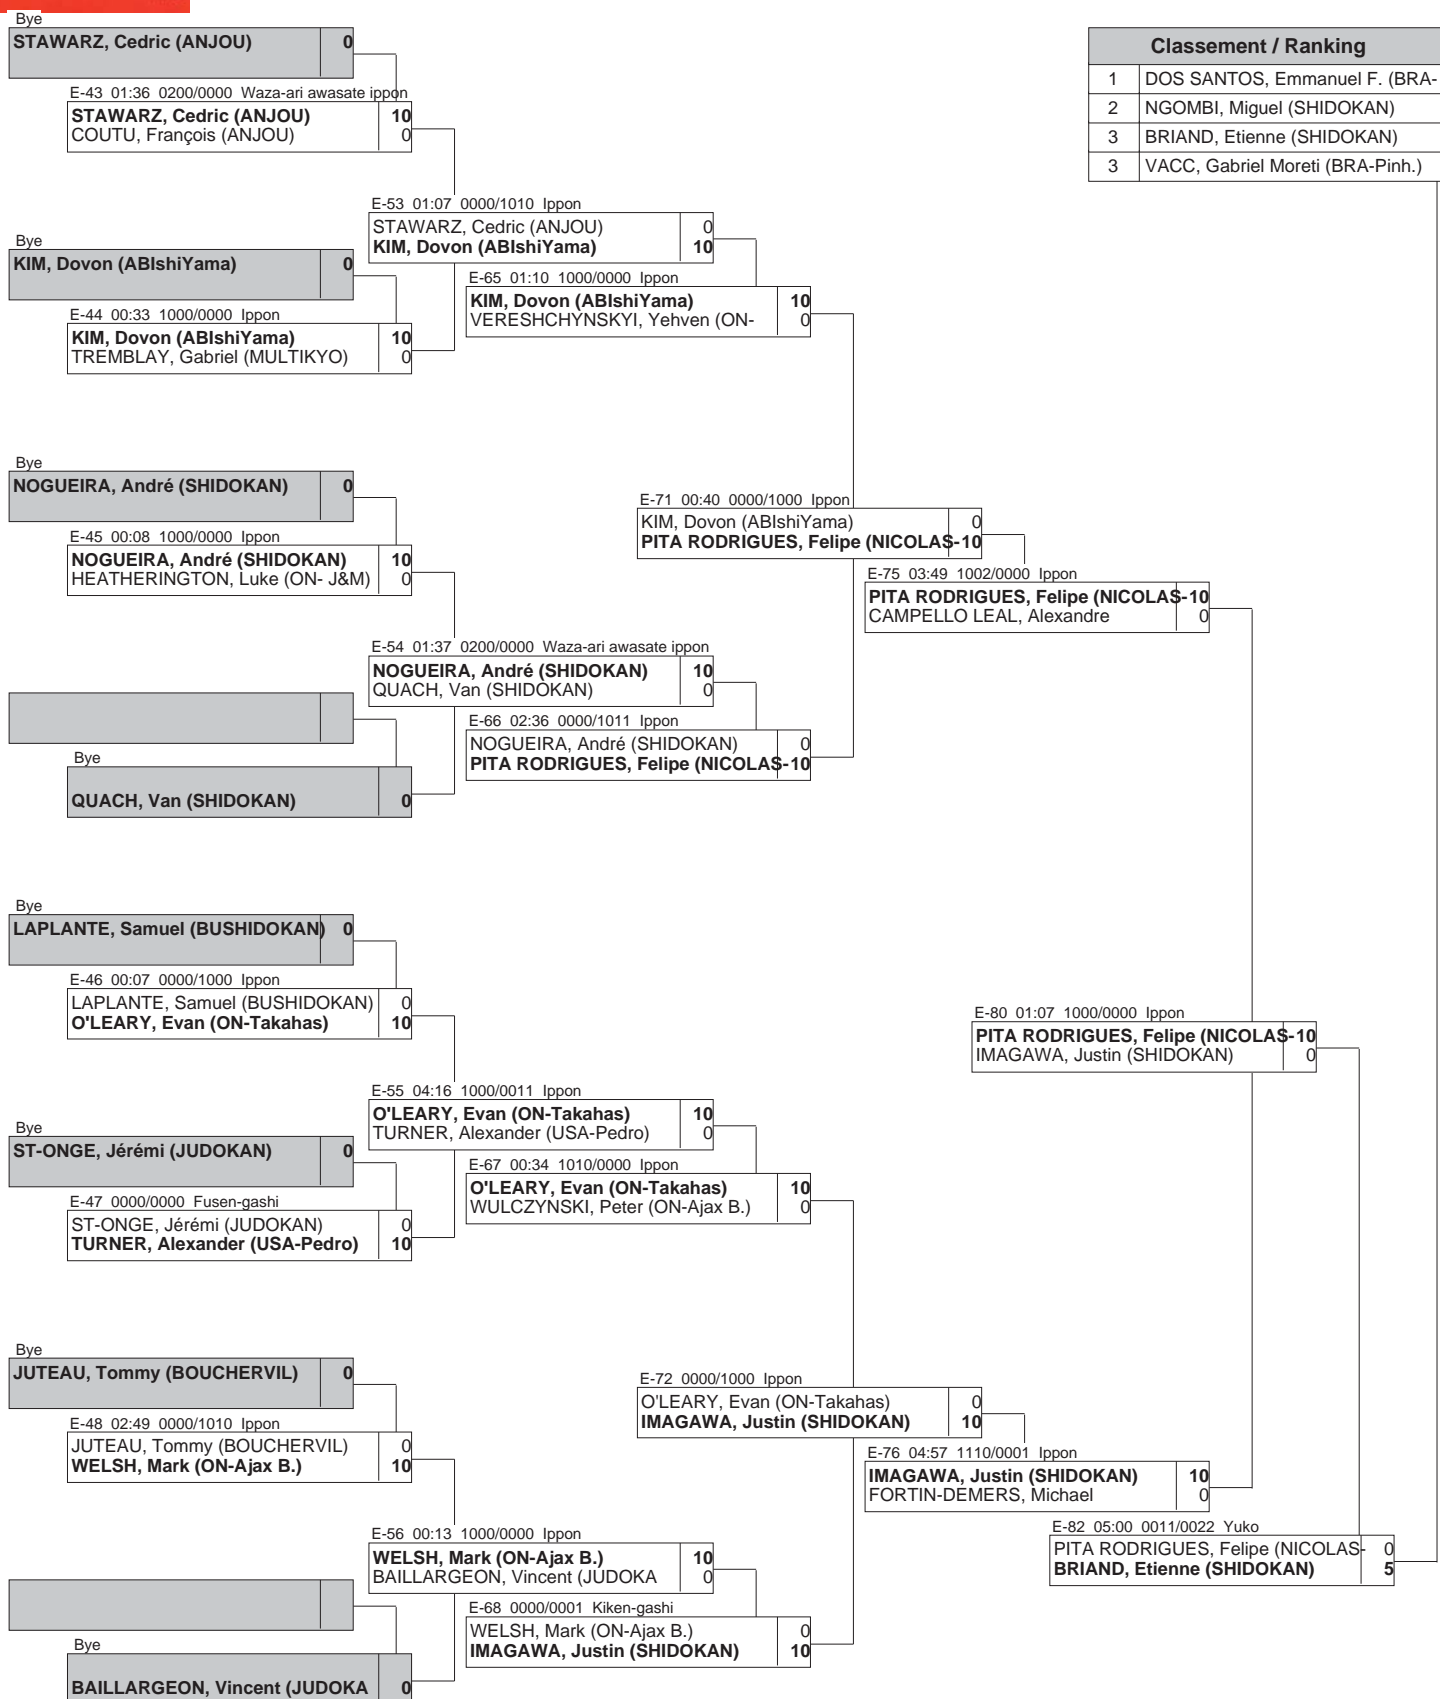 Bye
STAWARZ, Cedric (ANJOU) 0
E-43 01:36 0200/0000 Waza-ari awasate ippon
STAWARZ, Cedric (ANJOU) 10
COUTU, François (ANJOU) 0
Classement / Ranking
1 DOS SANTOS, Emmanuel F. (BRA-
2 NGOMBI, Miguel (SHIDOKAN)
3 BRIAND, Etienne (SHIDOKAN)
3 VACC, Gabriel Moreti (BRA-Pinh.)
E-53 01:07 0000/1010 Ippon
STAWARZ, Cedric (ANJOU) 0
KIM, Dovon (ABIshiYama) 10
Bye
KIM, Dovon (ABIshiYama) 0
E-65 01:10 1000/0000 Ippon
KIM, Dovon (ABIshiYama) 10
VERESHCHYNSKYI, Yehven (ON- 0
E-44 00:33 1000/0000 Ippon
KIM, Dovon (ABIshiYama) 10
TREMBLAY, Gabriel (MULTIKYO) 0
Bye
NOGUEIRA, André (SHIDOKAN) 0
E-71 00:40 0000/1000 Ippon
KIM, Dovon (ABIshiYama) 0
PITA RODRIGUES, Felipe (NICOLAS-10
E-45 00:08 1000/0000 Ippon
NOGUEIRA, André (SHIDOKAN) 10
HEATHERINGTON, Luke (ON- J&M) 0
E-75 03:49 1002/0000 Ippon
PITA RODRIGUES, Felipe (NICOLAS-10
CAMPELLO LEAL, Alexandre 0
E-54 01:37 0200/0000 Waza-ari awasate ippon
NOGUEIRA, André (SHIDOKAN) 10
QUACH, Van (SHIDOKAN) 0
E-66 02:36 0000/1011 Ippon
NOGUEIRA, André (SHIDOKAN) 0
PITA RODRIGUES, Felipe (NICOLAS-10
Bye
QUACH, Van (SHIDOKAN) 0
Bye
LAPLANTE, Samuel (BUSHIDOKAN) 0
E-46 00:07 0000/1000 Ippon
LAPLANTE, Samuel (BUSHIDOKAN) 0
O'LEARY, Evan (ON-Takahas) 10
E-80 01:07 1000/0000 Ippon
PITA RODRIGUES, Felipe (NICOLAS-10
IMAGAWA, Justin (SHIDOKAN) 0
E-55 04:16 1000/0011 Ippon
O'LEARY, Evan (ON-Takahas) 10
TURNER, Alexander (USA-Pedro) 0
Bye
ST-ONGE, Jérémi (JUDOKAN) 0
E-67 00:34 1010/0000 Ippon
O'LEARY, Evan (ON-Takahas) 10
WULCZYNSKI, Peter (ON-Ajax B.) 0
E-47 0000/0000 Fusen-gashi
ST-ONGE, Jérémi (JUDOKAN) 0
TURNER, Alexander (USA-Pedro) 10
Bye
JUTEAU, Tommy (BOUCHERVIL) 0
E-72 0000/1000 Ippon
O'LEARY, Evan (ON-Takahas) 0
IMAGAWA, Justin (SHIDOKAN) 10
E-48 02:49 0000/1010 Ippon
JUTEAU, Tommy (BOUCHERVIL) 0
WELSH, Mark (ON-Ajax B.) 10
E-76 04:57 1110/0001 Ippon
IMAGAWA, Justin (SHIDOKAN) 10
FORTIN-DEMERS, Michael 0
E-82 05:00 0011/0022 Yuko
PITA RODRIGUES, Felipe (NICOLAS- 0
BRIAND, Etienne (SHIDOKAN) 5
E-56 00:13 1000/0000 Ippon
WELSH, Mark (ON-Ajax B.) 10
BAILLARGEON, Vincent (JUDOKA 0
E-68 0000/0001 Kiken-gashi
WELSH, Mark (ON-Ajax B.) 0
IMAGAWA, Justin (SHIDOKAN) 10
Bye
BAILLARGEON, Vincent (JUDOKA 0